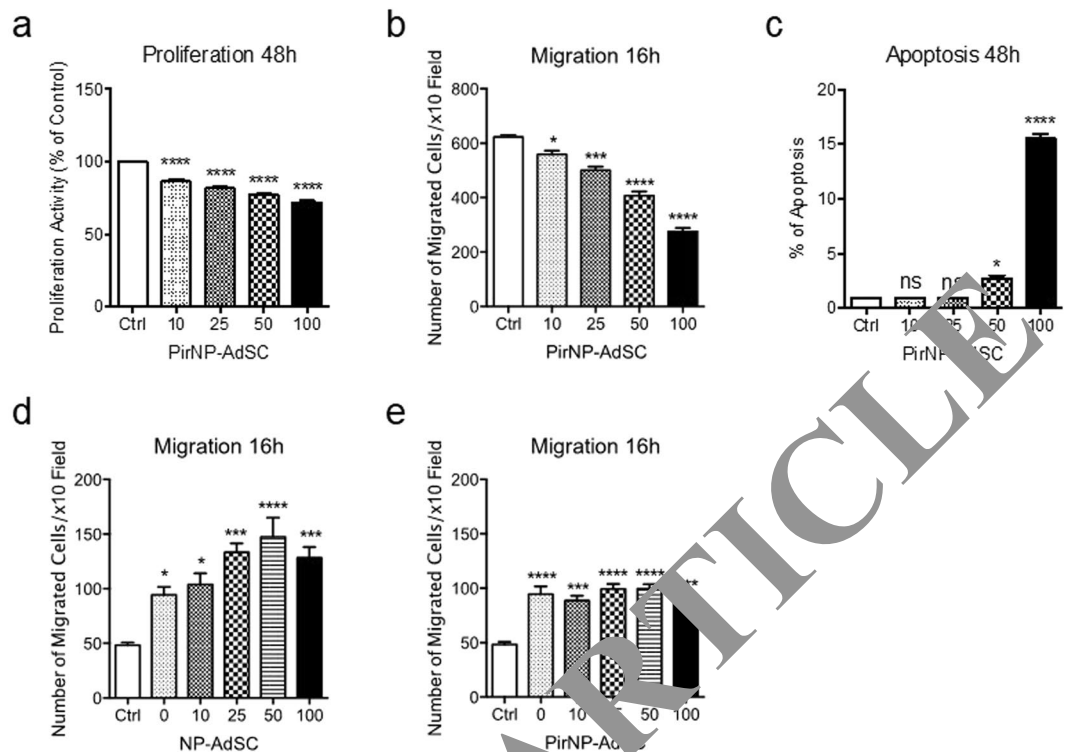 a
Proliferation 48h
Proliferation Activity (% of Control)
150
100
50
0
****
****
****
****
Ctrl 10 25 50 100
PirNP-AdSC
b
Migration 16h
Number of Migrated Cells/x10 Field
800
600
400
200
0
*
***
****
****
Ctrl 10 25 50 100
PirNP-AdSC
c
Apoptosis 48h
% of Apoptosis
20
15
10
5
0
ns
*
****
Ctrl 100
d
Migration 16h
Number of Migrated Cells/x10 Field
200
150
100
50
0
*
*
***
****
***
Ctrl 0 10 25 50 100
NP-AdSC
e
Migration 16h
Number of Migrated Cells/x10 Field
200
150
100
50
0
****
***
****
****
Ctrl 0 10 50 100
ARTICLE